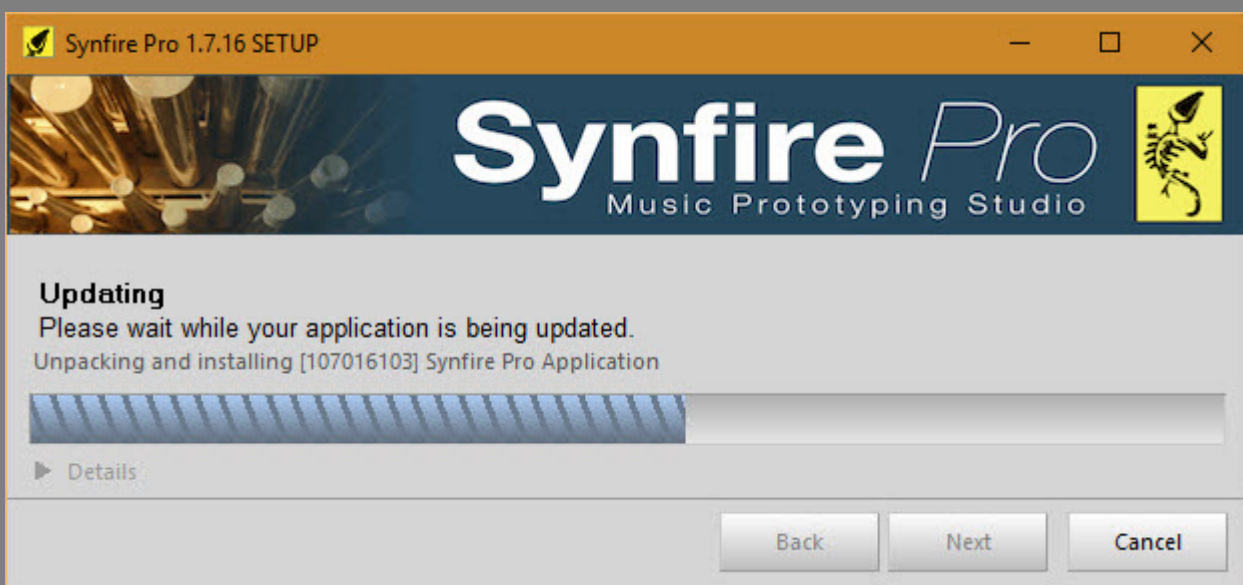 Synfire Pro 1.7.16 SETUP
Synfire Pro
Music Prototyping Studio
Updating
Please wait while your application is being updated.
Unpacking and installing [107016103] Synfire Pro Application
Details
Back Next Cancel